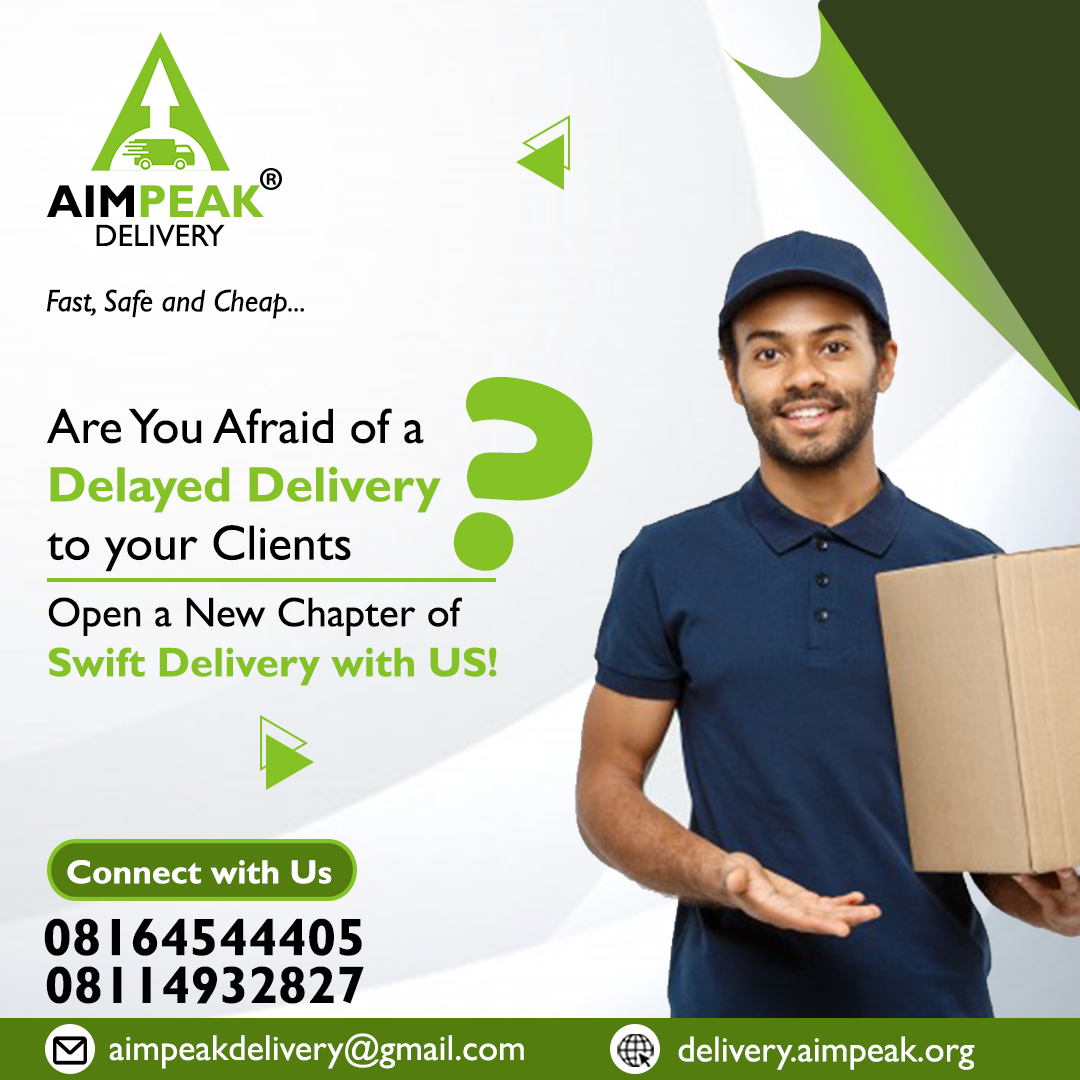 AIMPEAK®
DELIVERY
Fast, Safe and Cheap...
Are You Afraid of a
Delayed Delivery
to your Clients ?
Open a New Chapter of
Swift Delivery with US!
Connect with Us
08164544405
08114932827
aimpeakdelivery@gmail.com
delivery.aimpeak.org